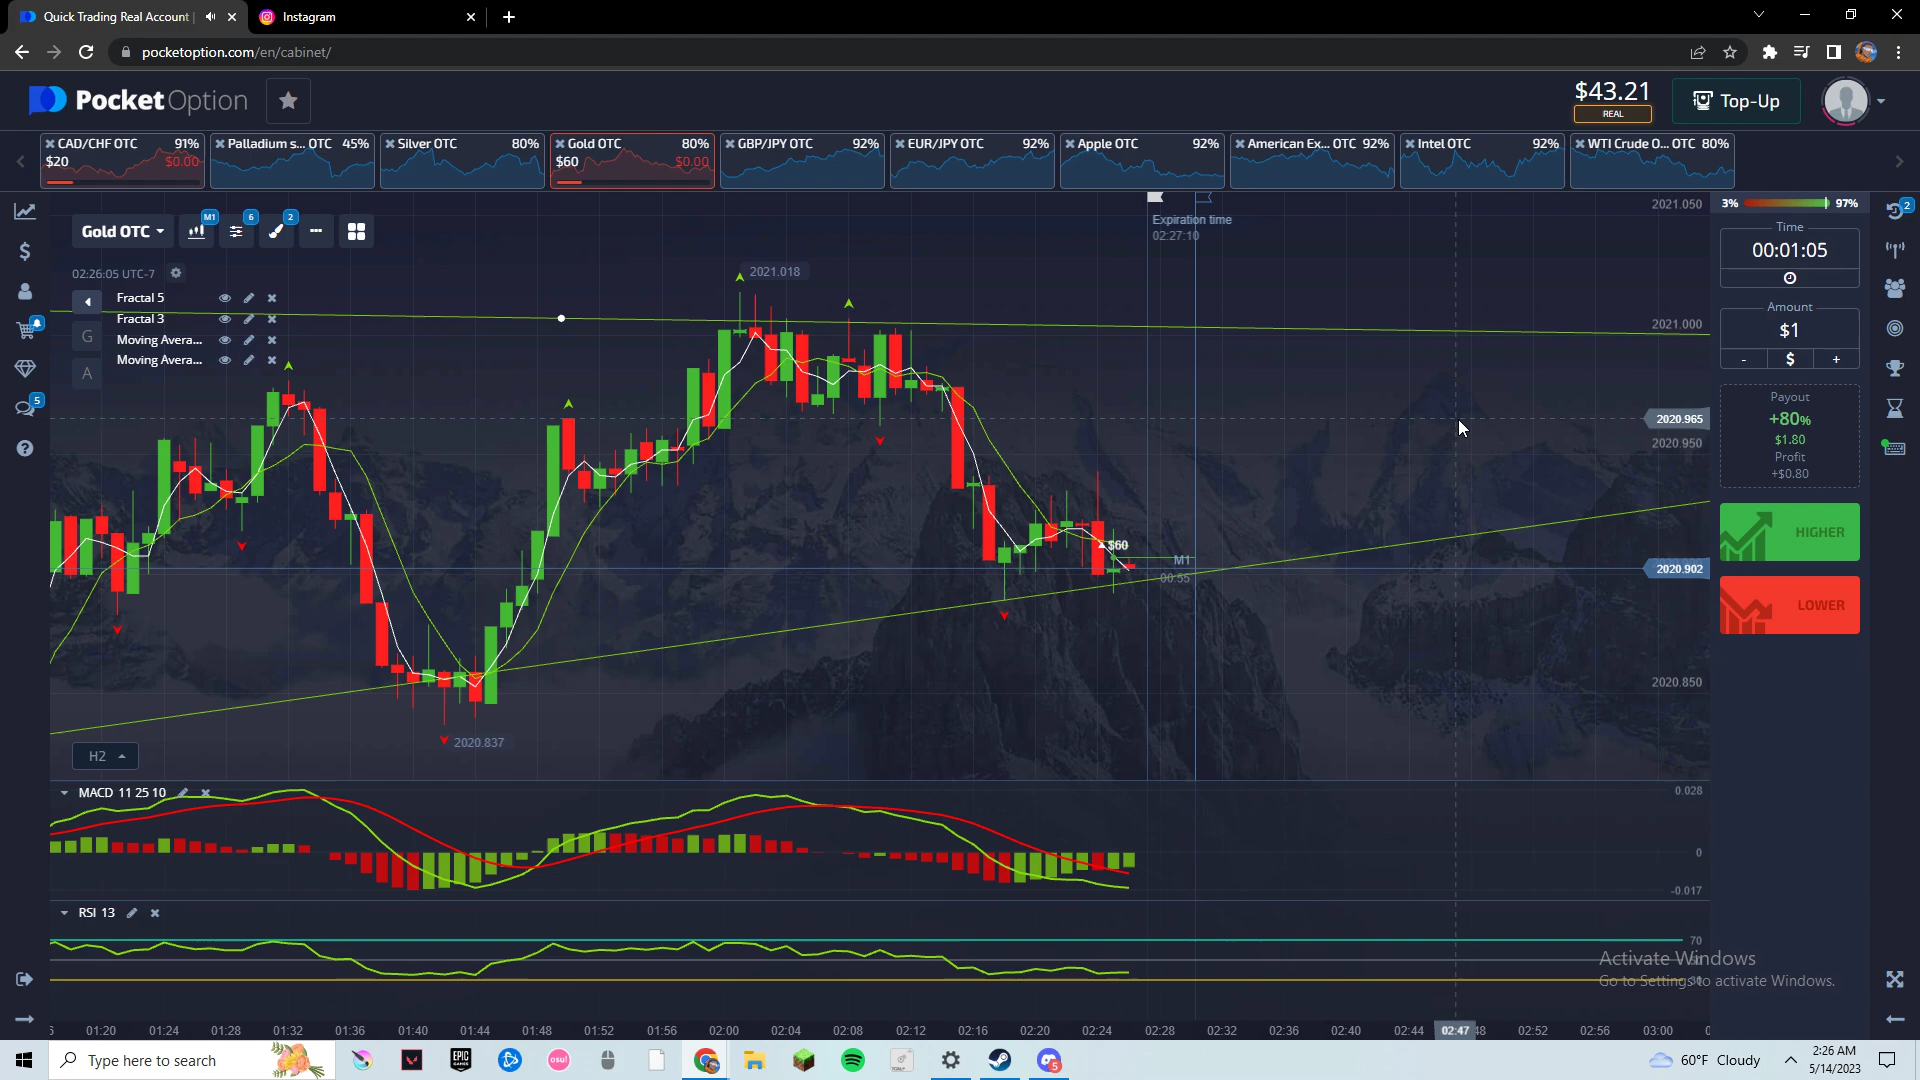 Quick Trading Real Account
Instagram
pocketoption.com/en/cabinet/
PocketOption
$43.21
REAL
Top-Up
CAD/CHF OTC 91%
$20 $0.00
Palladium s... OTC 45%
Silver OTC 80%
Gold OTC 80%
$60 $0.00
GBP/JPY OTC 92%
EUR/JPY OTC 92%
Apple OTC 92%
American Ex... OTC 92%
Intel OTC 92%
WTI Crude O... OTC 80%
Gold OTC
M1
6
2
02:26:05 UTC-7
Fractal 5
Fractal 3
Moving Avera...
Moving Avera...
G
A
5
Expiration time
02:27:10
2021.018
2020.837
$60
M1
00:55
2021.050
2021.000
2020.965
2020.950
2020.902
2020.850
3% 97%
Time
00:01:05
Amount
$1
- $ +
Payout
+80%
$1.80
Profit
+$0.80
HIGHER
LOWER
2
H2
MACD 11 25 10
0.028
0
-0.017
RSI 13
70
Activate Windows
Go to Settings to activate Windows.
01:20 01:24 01:28 01:32 01:36 01:40 01:44 01:48 01:52 01:56 02:00 02:04 02:08 02:12 02:16 02:20 02:24 02:28 02:32 02:36 02:40 02:44 02:47 48 02:52 02:56 03:00
Type here to search
EPIC GAMES
osu!
5
60°F Cloudy
2:26 AM
5/14/2023